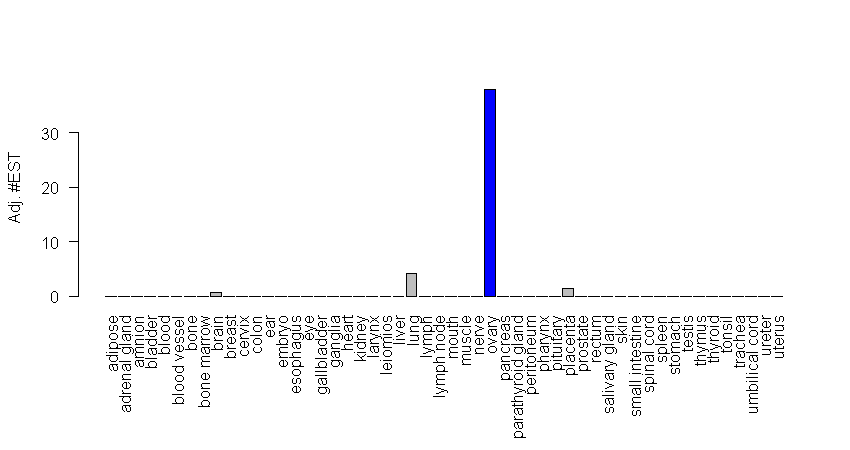 Adj. #EST
30
20
10
0
adipose
adrenal gland
amnion
bladder
blood
blood vessel
bone
bone marrow
brain
breast
cervix
colon
ear
embryo
esophagus
eye
gallbladder
ganglia
heart
kidney
larynx
leiomios
liver
lung
lymph
lymph node
mouth
muscle
nerve
ovary
pancreas
parathyroid gland
peritoneum
pharynx
pituitary
placenta
prostate
rectum
salivary gland
skin
small intestine
spinal cord
spleen
stomach
testis
thymus
thyroid
tonsil
trachea
umbilical cord
ureter
uterus